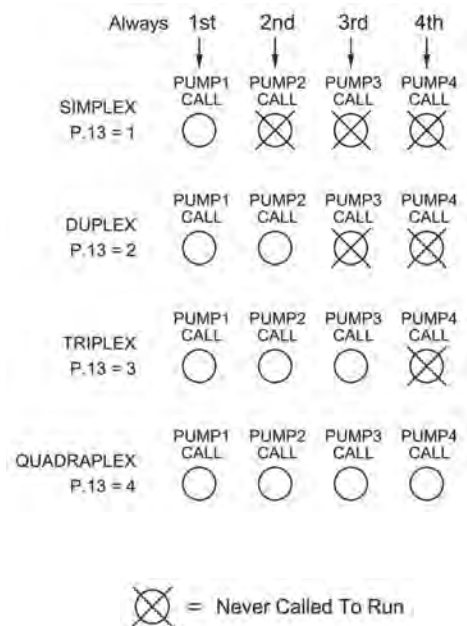 Always 1st 2nd 3rd 4th
PUMP1 PUMP2 PUMP3 PUMP4
CALL CALL CALL CALL
SIMPLEX
P.13 = 1
PUMP1 PUMP2 PUMP3 PUMP4
CALL CALL CALL CALL
DUPLEX
P.13 = 2
PUMP1 PUMP2 PUMP3 PUMP4
CALL CALL CALL CALL
TRIPLEX
P.13 = 3
PUMP1 PUMP2 PUMP3 PUMP4
CALL CALL CALL CALL
QUADRAPLEX
P.13 = 4
= Never Called To Run